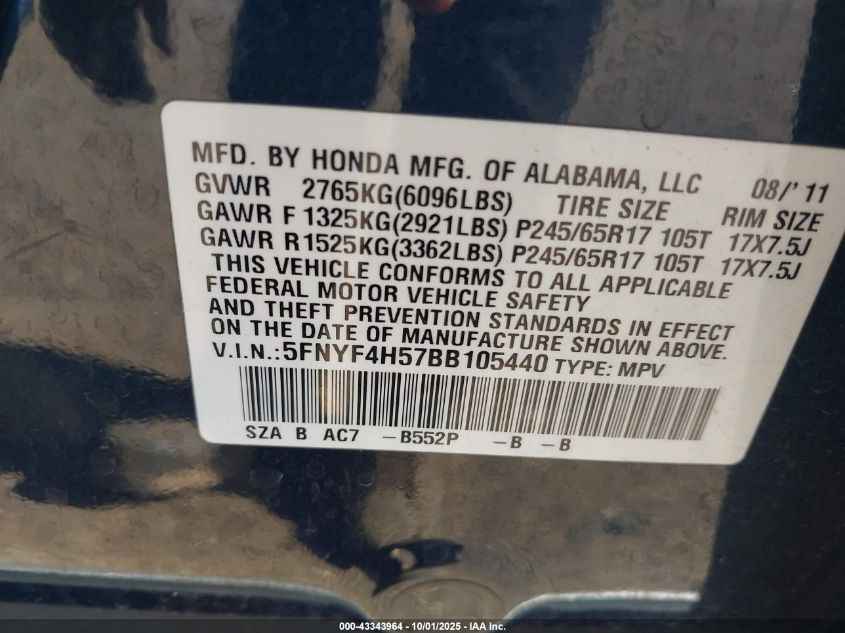 MFD. BY HONDA MFG. OF ALABAMA, LLC 08/'11
GVWR 2765KG(6096LBS) TIRE SIZE RIM SIZE
GAWR F 1325KG(2921LBS) P245/65R17 105T 17X7.5J
GAWR R 1525KG(3362LBS) P245/65R17 105T 17X7.5J
THIS VEHICLE CONFORMS TO ALL APPLICABLE
FEDERAL MOTOR VEHICLE SAFETY
AND THEFT PREVENTION STANDARDS IN EFFECT
ON THE DATE OF MANUFACTURE SHOWN ABOVE.
V.I.N.:5FNYF4H57BB105440 TYPE: MPV
SZA B AC7 -B552P -B -B
000-43343964 - 10/01/2025 - IAAI.COM